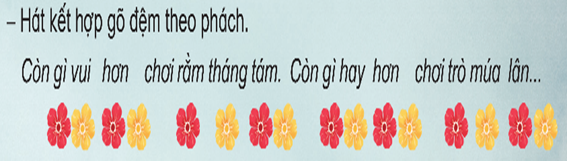 – Hát kết hợp gõ đệm theo phách.
Còn gì vui hơn chơi rằm tháng tám. Còn gì hay hơn chơi trò múa lân...